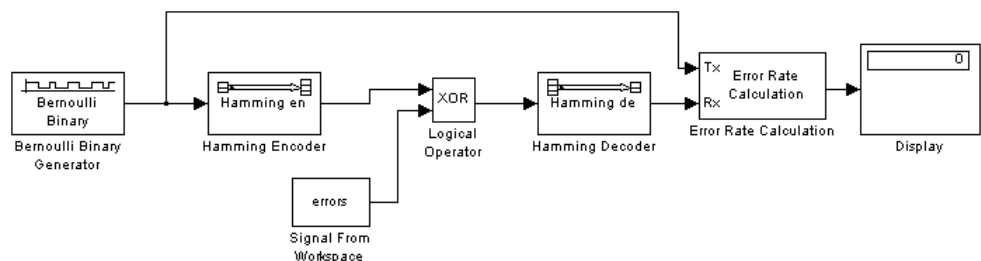 Bernoulli
Binary
Bernoulli Binary
Generator
Hamming en
Hamming Encoder
XOR
Logical
Operator
errors
Signal From
Workspace
Hamming de
Hamming Decoder
Tx
Rx
Error Rate
Calculation
Error Rate Calculation
0
Display